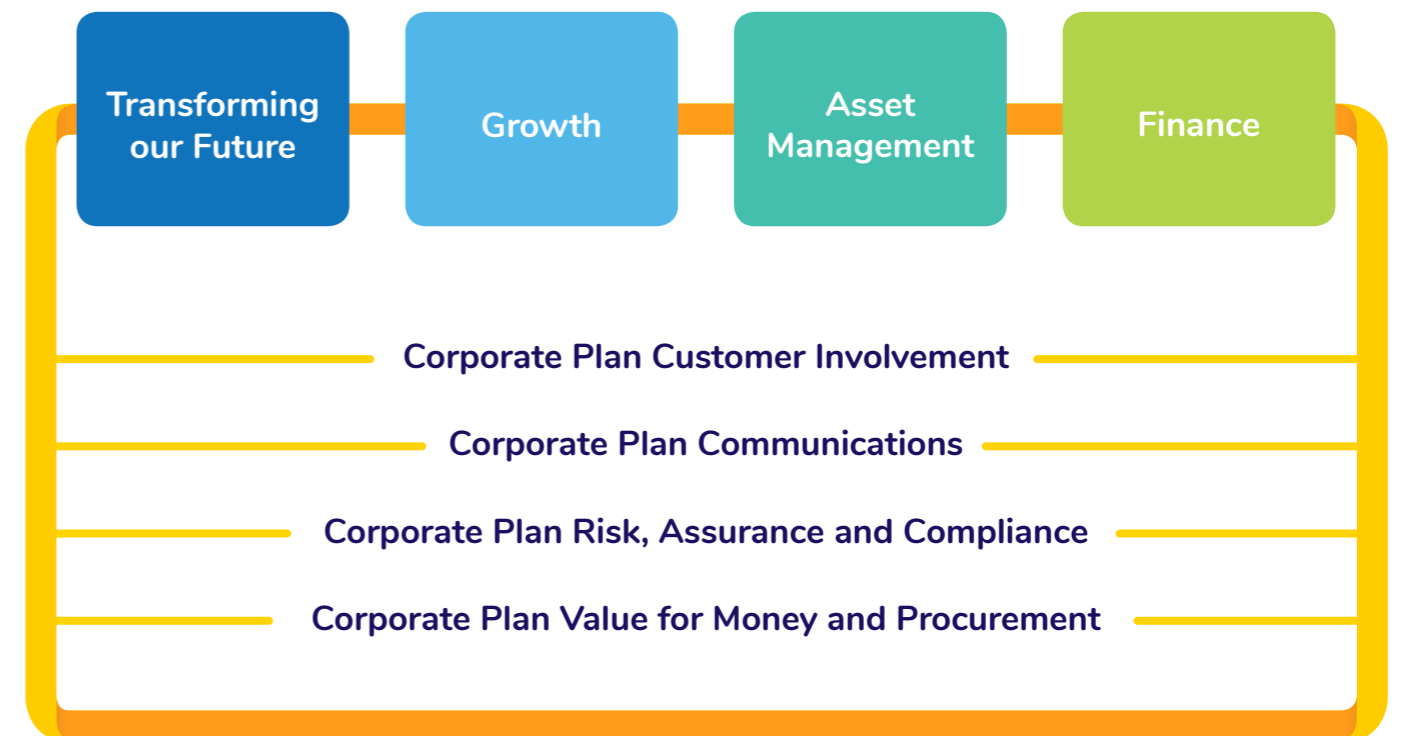 Transforming
our Future
Growth
Asset
Management
Finance
Corporate Plan Customer Involvement
Corporate Plan Communications
Corporate Plan Risk, Assurance and Compliance
Corporate Plan Value for Money and Procurement